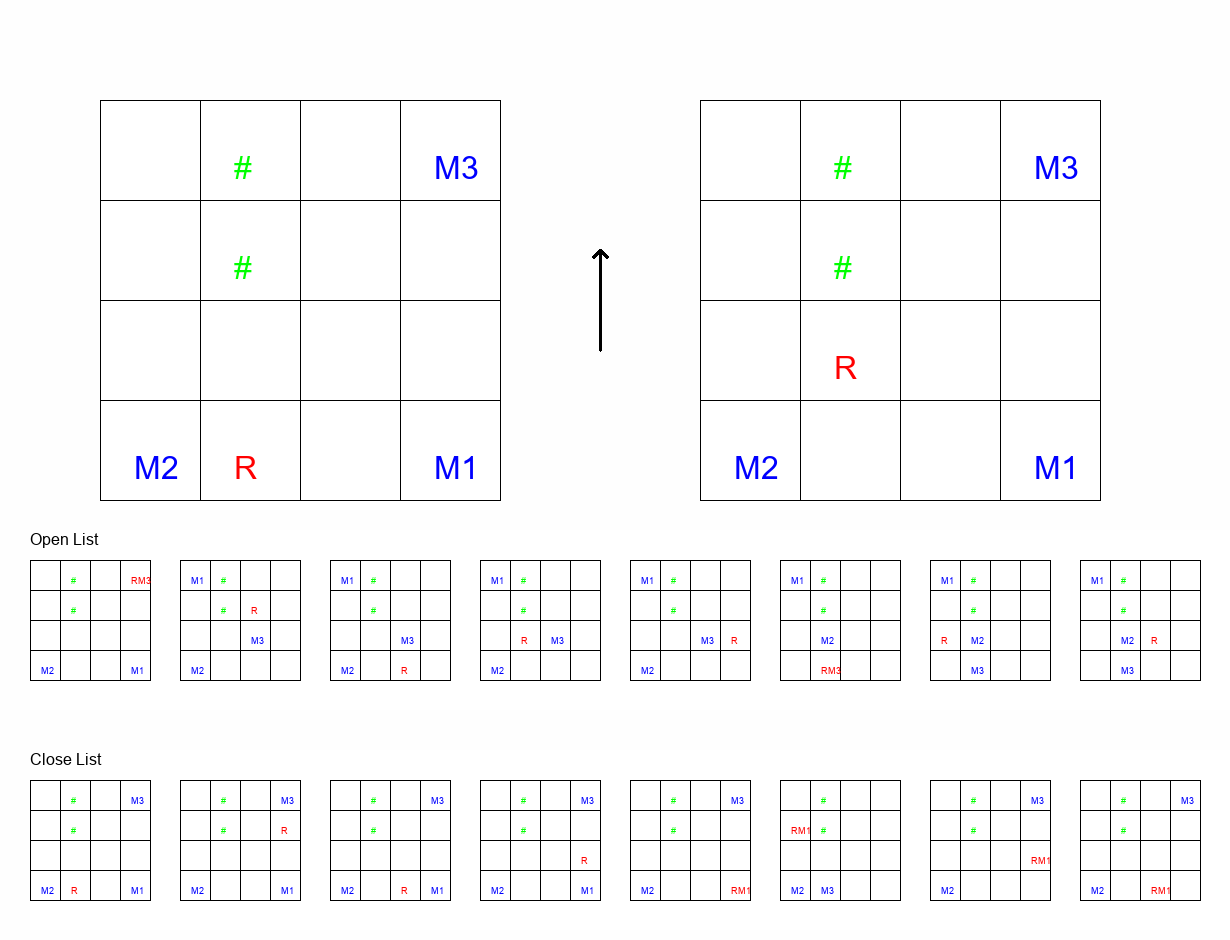 # M3 # M3
# #
R
M2 R M1 M2 M1
Open List
# RM3 M1 # M1 # M1 # M1 # M1 # M1 # M1 #
# # R # # # # # #
M3 M3 R M3 M3 R M2 R M2 M2 R
M2 M1 M2 M2 R M2 M2 RM3 M3 M3
Close List
# M3 # M3 # M3 # M3 # M3 # # M3 # M3
# # R # # # RM1 # # #
R RM1
M2 R M1 M2 M1 M2 R M1 M2 M1 M2 RM1 M2 M3 M2 M2 RM1